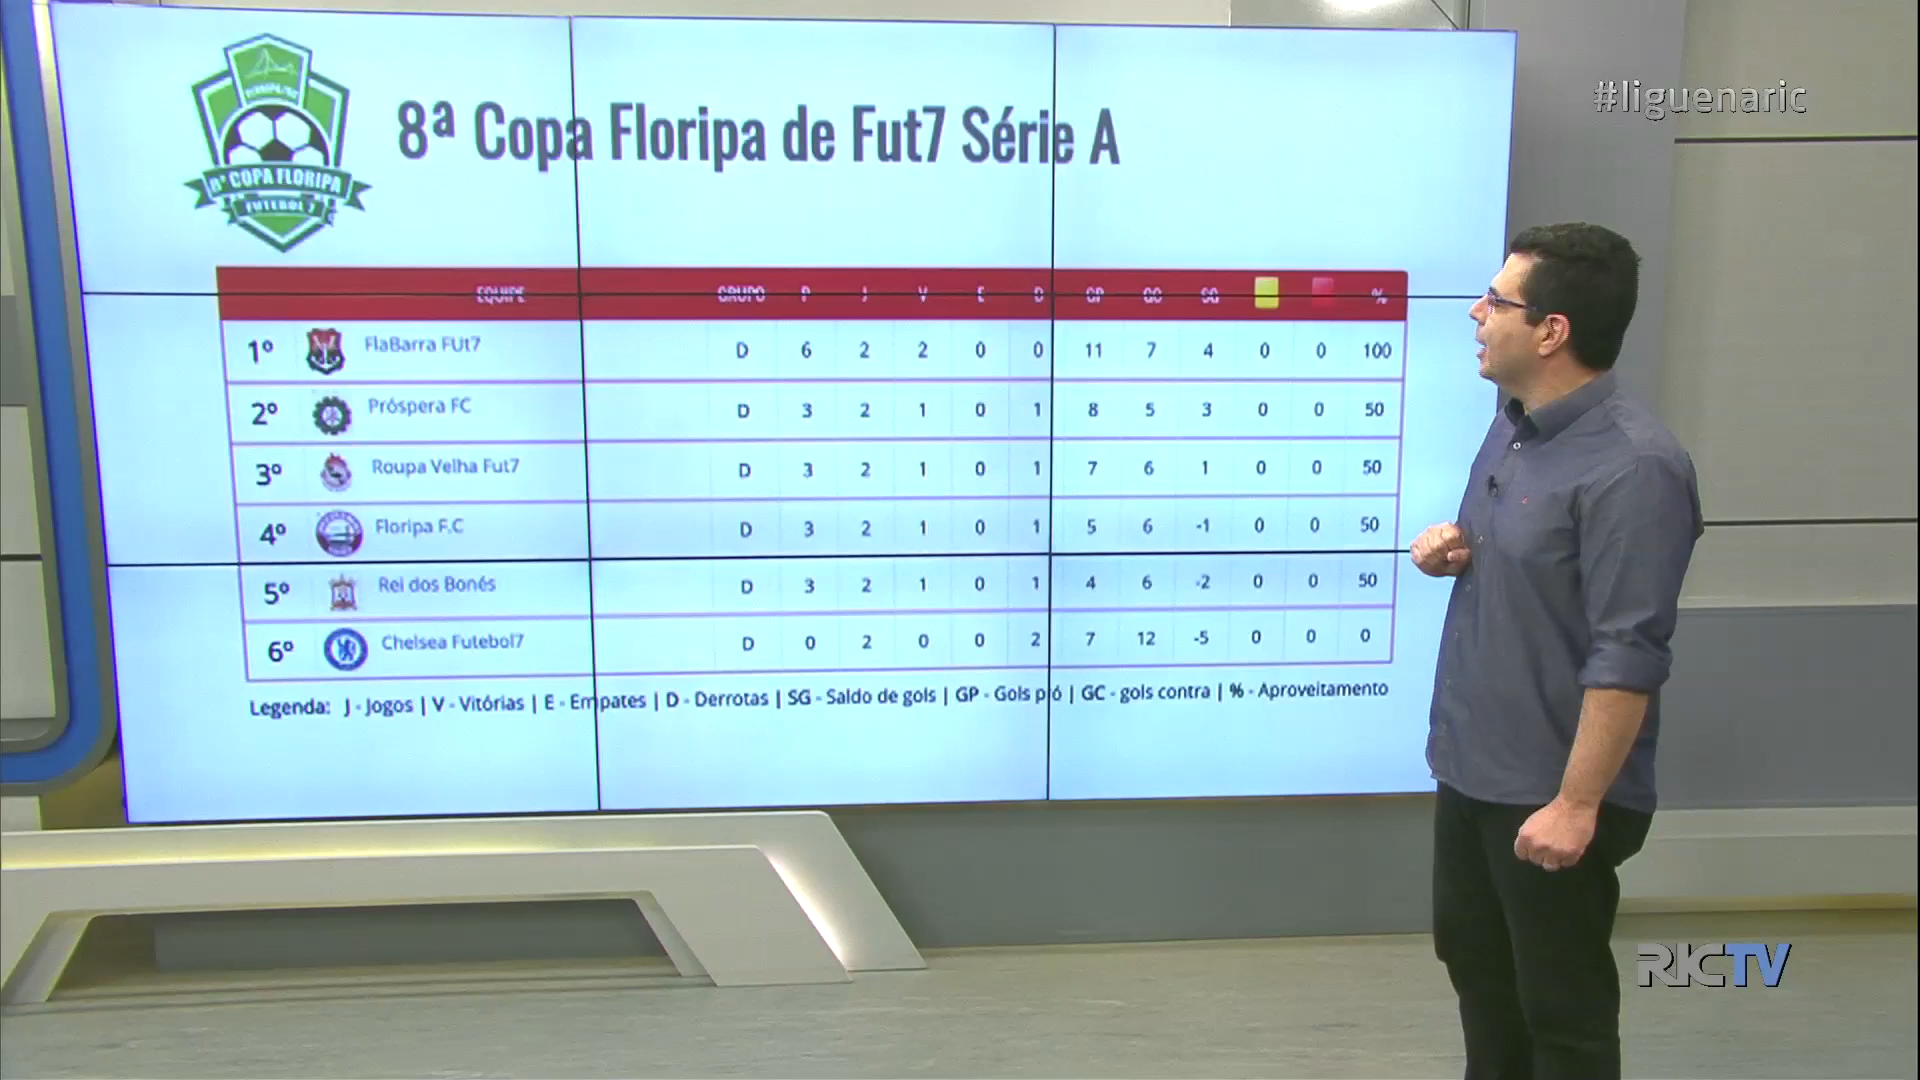 #liguenaric
8ª Copa Floripa de Fut7 Série A
8ª COPA FLORIPA
FUTEBOL 7
EQUIPE GRUPO P J V E D GP GC SG %
1º FlaBarra FUt7 D 6 2 2 0 0 11 7 4 0 0 100
2º Próspera FC D 3 2 1 0 1 8 5 3 0 0 50
3º Roupa Velha Fut7 D 3 2 1 0 1 7 6 1 0 0 50
4º Floripa F.C D 3 2 1 0 1 5 6 -1 0 0 50
5º Rei dos Bonés D 3 2 1 0 1 4 6 -2 0 0 50
6º Chelsea Futebol7 D 0 2 0 0 2 7 12 -5 0 0 0
Legenda: J - Jogos | V - Vitórias | E - Empates | D - Derrotas | SG - Saldo de gols | GP - Gols pló | GC - gols contra | % - Aproveitamento
RICTV